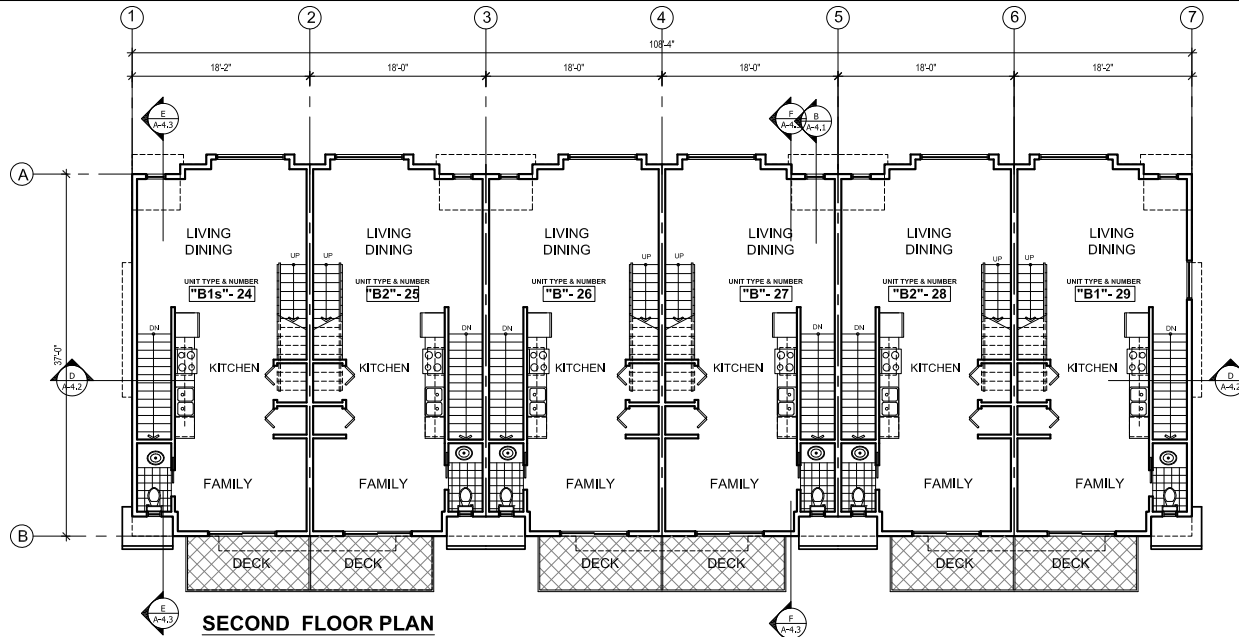 1 2 3 4 5 6 7
108'-4"
18'-2" 18'-0" 18'-0" 18'-0" 18'-0" 18'-2"
E F B
A-4.3 A-4.1
A
LIVING LIVING LIVING LIVING LIVING LIVING
DINING DINING DINING DINING DINING DINING
UP UP UP UP UP UP
UNIT TYPE & NUMBER UNIT TYPE & NUMBER UNIT TYPE & NUMBER UNIT TYPE & NUMBER UNIT TYPE & NUMBER UNIT TYPE & NUMBER
"B1s"- 24 "B2"- 25 "B"- 26 "B"- 27 "B2"- 28 "B1"- 29
DN DN DN DN DN DN
37'-0"
KITCHEN KITCHEN KITCHEN KITCHEN KITCHEN KITCHEN
D D
A-4.2 A-4.2
FAMILY FAMILY FAMILY FAMILY FAMILY FAMILY
B
DECK DECK DECK DECK DECK DECK
E F
A-4.3 A-4.3
SECOND FLOOR PLAN